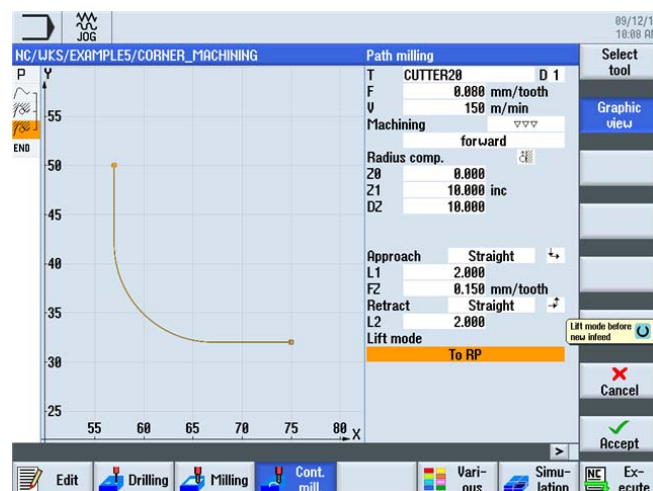 JOG
09/12/1
10:08 A
NC/WKS/EXAMPLE5/CORNER_MACHINING
Path milling
Select tool
P
Y
T CUTTER20 D 1
F 0.080 mm/tooth
V 150 m/min
Machining ▽▽▽
forward
Radius comp.
Z0 0.000
Z1 10.000 inc
DZ 10.000
Approach Straight
L1 2.000
FZ 0.150 mm/tooth
Retract Straight
L2 2.000
Lift mode
To RP
END
55
50
45
40
35
30
25
55 60 65 70 75 80 X
Graphic view
Lift mode before new infeed
Cancel
Accept
>
Edit
Drilling
Milling
Cont. mill.
Vari- ous
Simu- lation
NC Ex- ecute